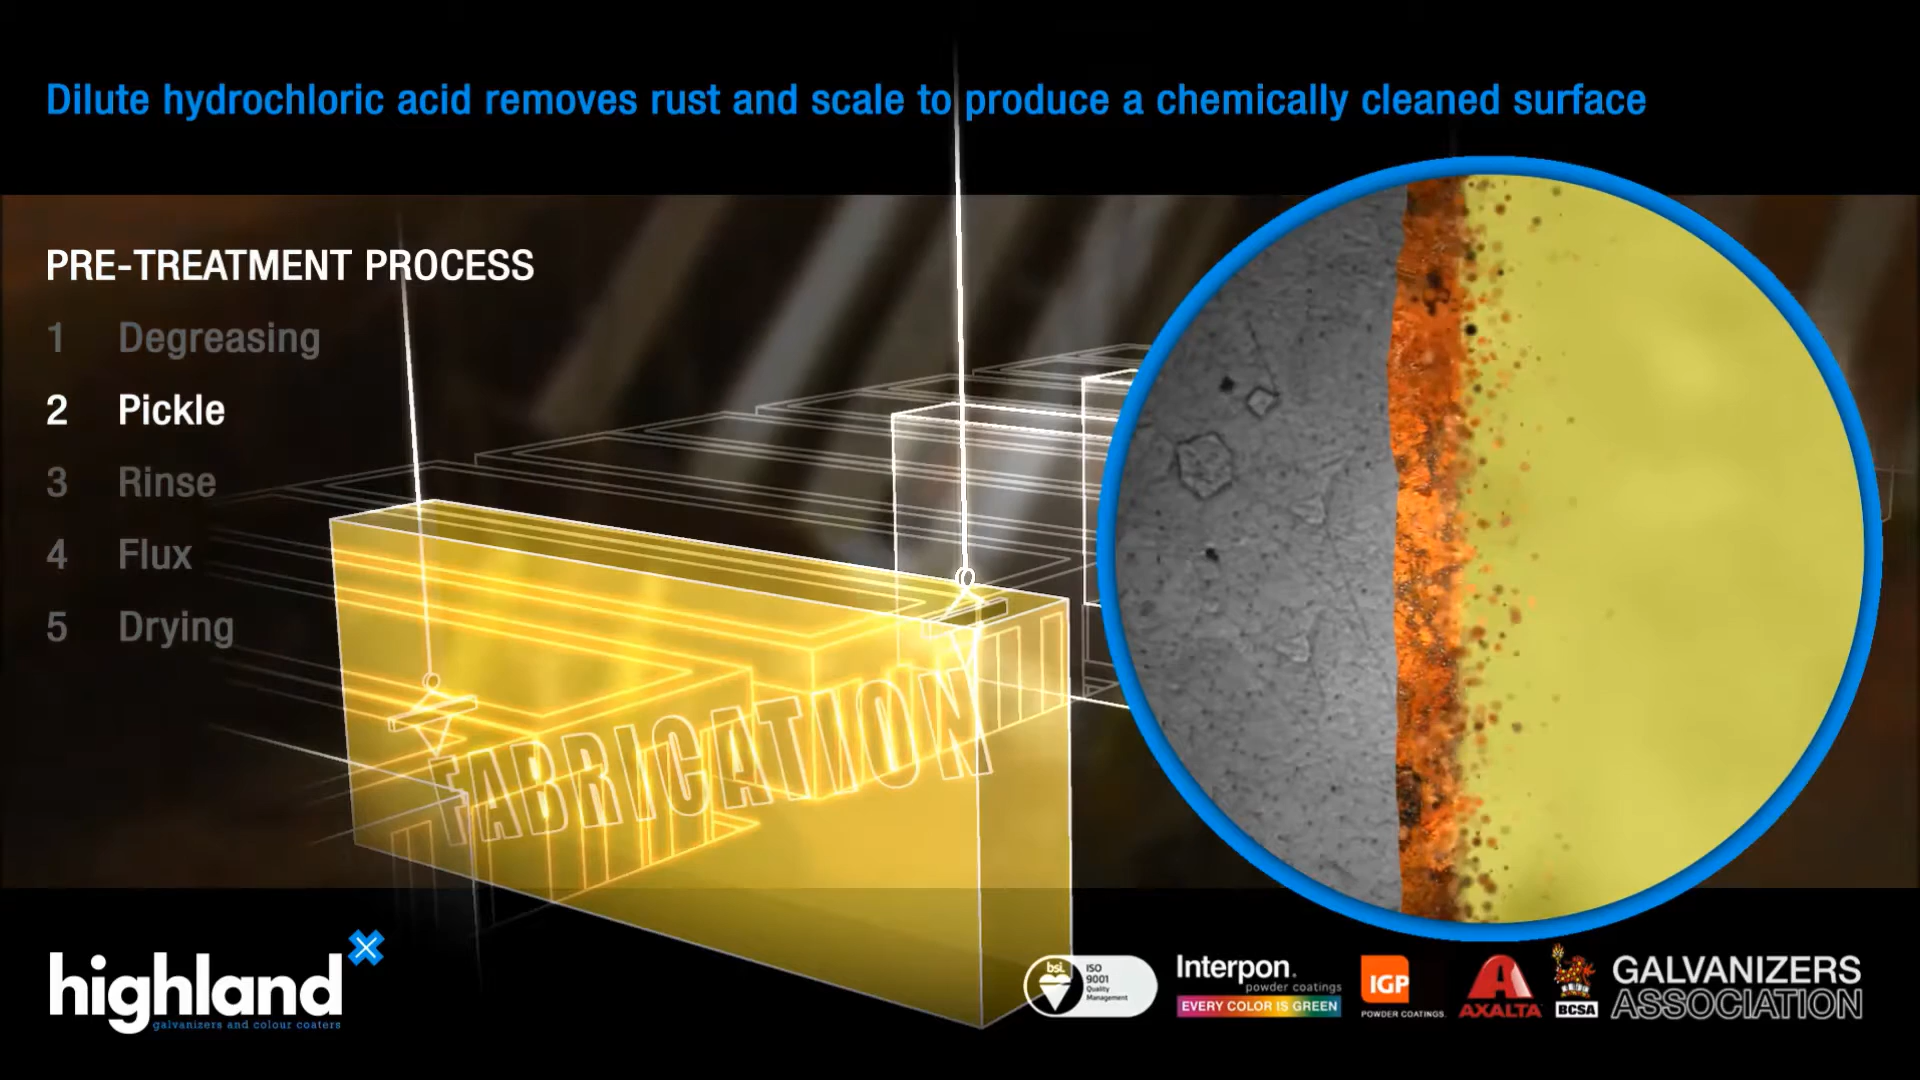 Dilute hydrochloric acid removes rust and scale to produce a chemically cleaned surface
PRE-TREATMENT PROCESS
1 Degreasing
2 Pickle
3 Rinse
4 Flux
5 Drying
FABRICATION
highland
galvanizers and colour coaters
bsi.
ISO
9001
Quality
Management
Interpon.
powder coatings
EVERY COLOR IS GREEN
IGP
POWDER COATINGS
AXALTA
BCSA
GALVANIZERS
ASSOCIATION